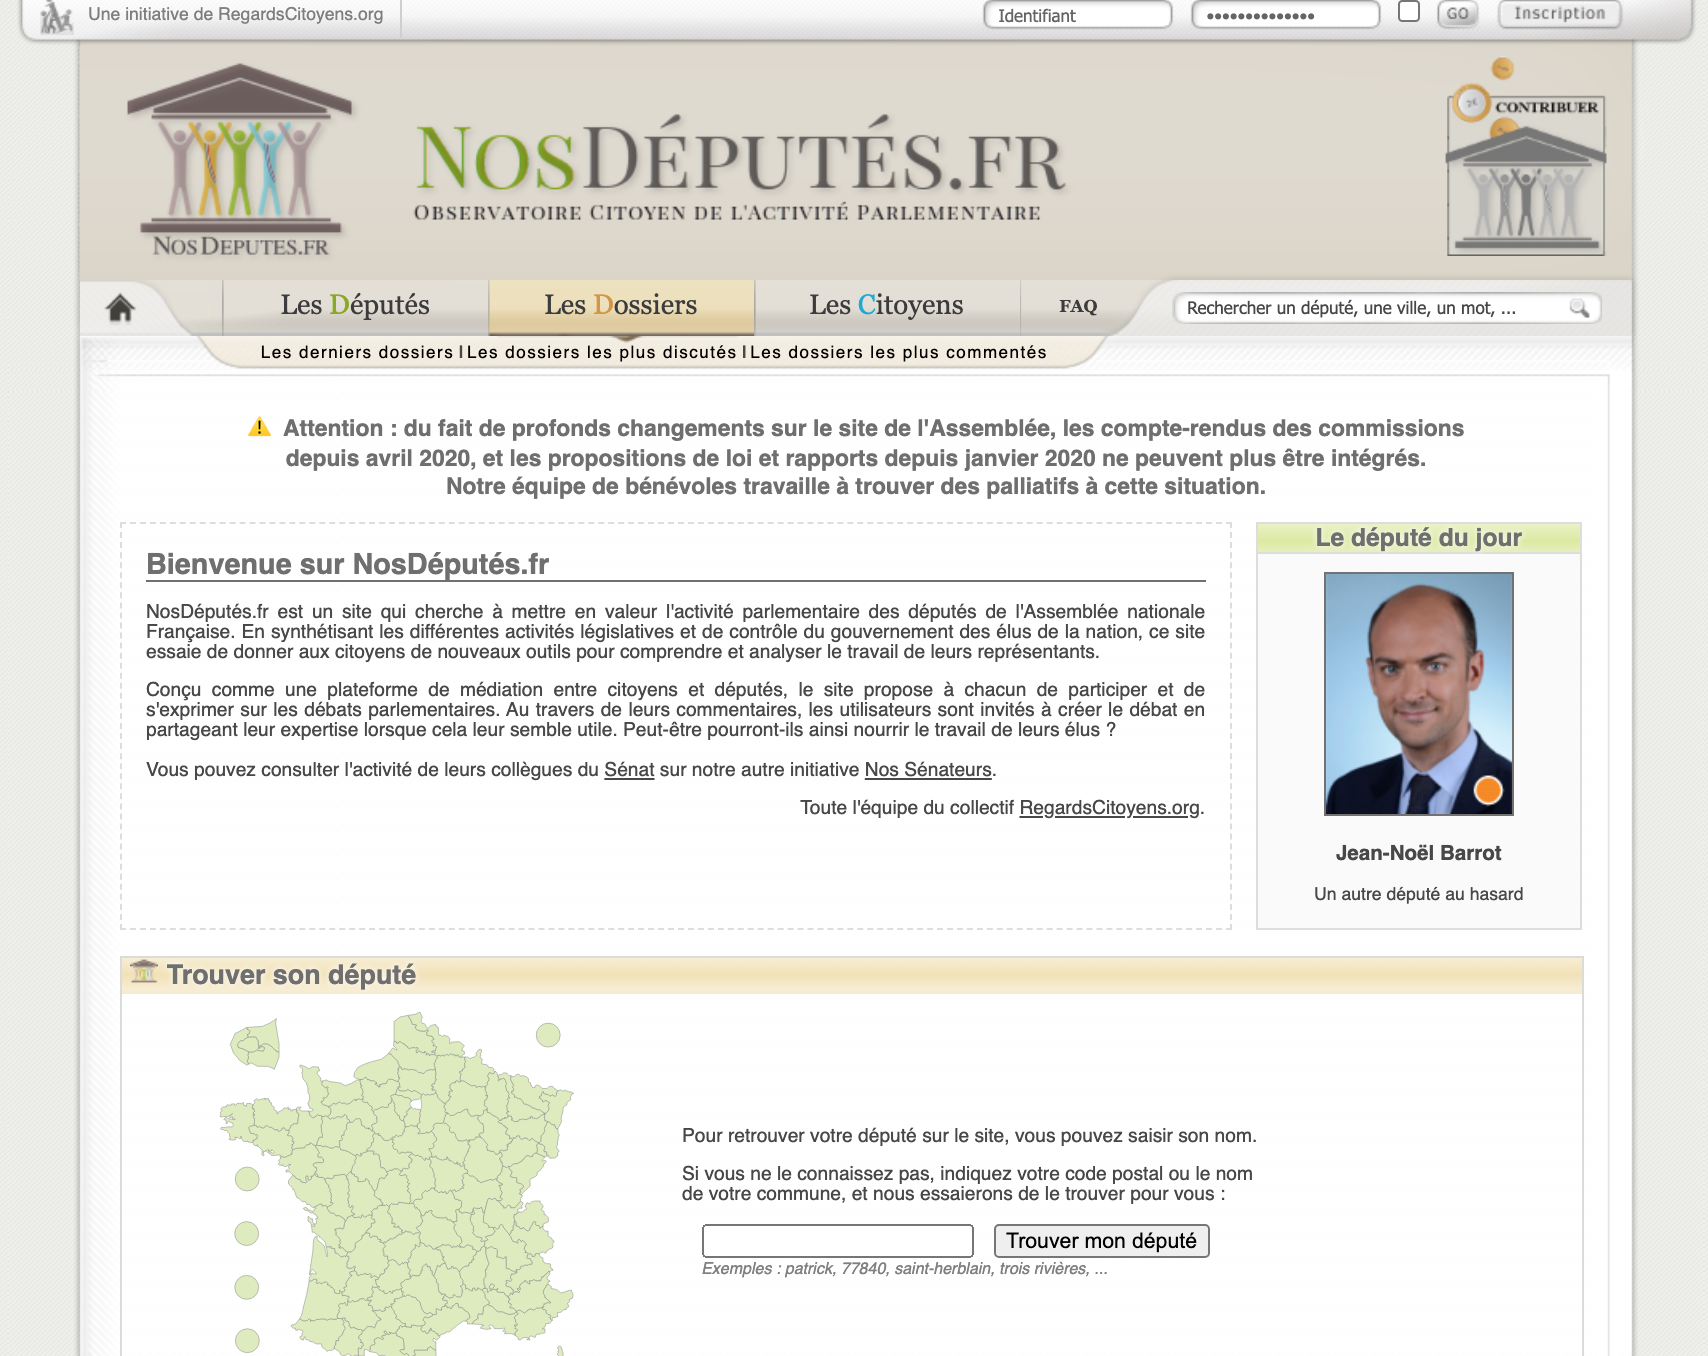 Une initiative de RegardsCitoyens.org
Identifiant
••••••••••••••
GO
Inscription
NosDeputes.fr
NosDéputés.fr
Observatoire Citoyen de l'Activité Parlementaire
2€ CONTRIBUER
Les Députés
Les Dossiers
Les Citoyens
FAQ
Rechercher un député, une ville, un mot, ...
Les derniers dossiers | Les dossiers les plus discutés | Les dossiers les plus commentés
Attention : du fait de profonds changements sur le site de l'Assemblée, les compte-rendus des commissions
depuis avril 2020, et les propositions de loi et rapports depuis janvier 2020 ne peuvent plus être intégrés.
Notre équipe de bénévoles travaille à trouver des palliatifs à cette situation.
Bienvenue sur NosDéputés.fr
NosDéputés.fr est un site qui cherche à mettre en valeur l'activité parlementaire des députés de l'Assemblée nationale
Française. En synthétisant les différentes activités législatives et de contrôle du gouvernement des élus de la nation, ce site
essaie de donner aux citoyens de nouveaux outils pour comprendre et analyser le travail de leurs représentants.
Conçu comme une plateforme de médiation entre citoyens et députés, le site propose à chacun de participer et de
s'exprimer sur les débats parlementaires. Au travers de leurs commentaires, les utilisateurs sont invités à créer le débat en
partageant leur expertise lorsque cela leur semble utile. Peut-être pourront-ils ainsi nourrir le travail de leurs élus ?
Vous pouvez consulter l'activité de leurs collègues du Sénat sur notre autre initiative Nos Sénateurs.
Toute l'équipe du collectif RegardsCitoyens.org.
Le député du jour
Jean-Noël Barrot
Un autre député au hasard
Trouver son député
Pour retrouver votre député sur le site, vous pouvez saisir son nom.
Si vous ne le connaissez pas, indiquez votre code postal ou le nom
de votre commune, et nous essaierons de le trouver pour vous :
Trouver mon député
Exemples : patrick, 77840, saint-herblain, trois rivières, ...